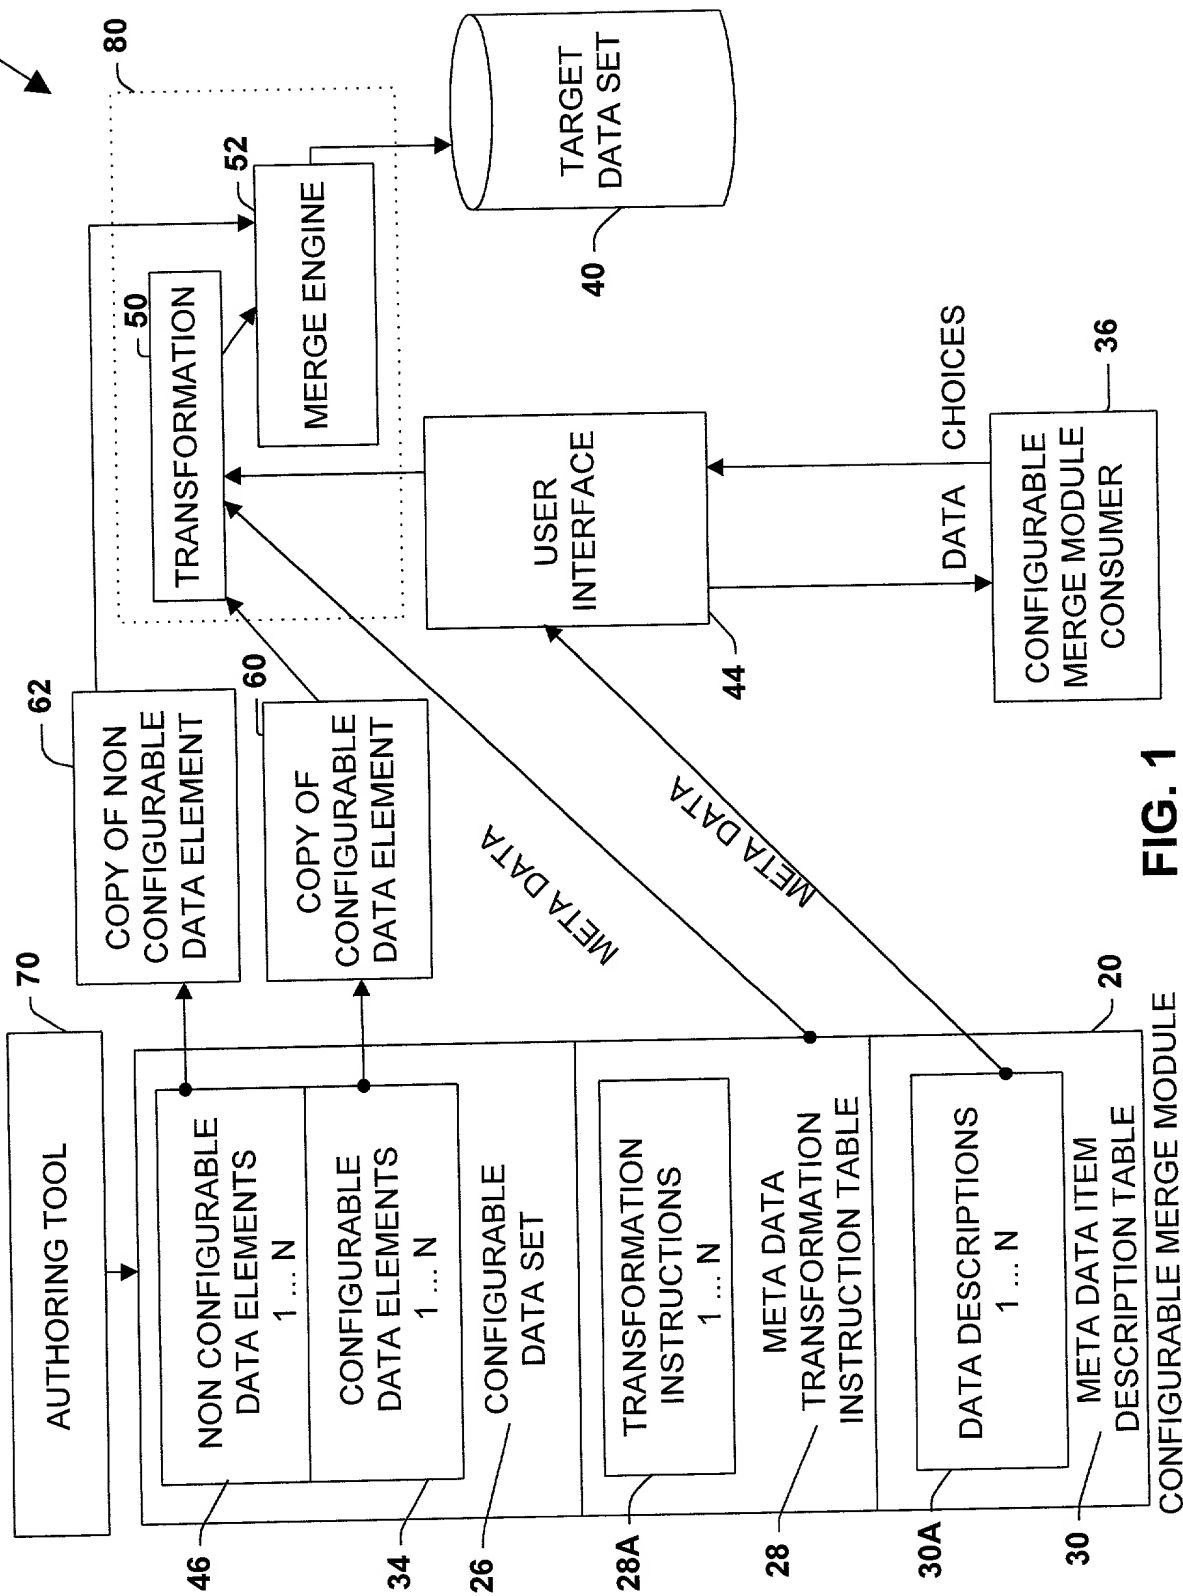 70
AUTHORING TOOL
46
NON CONFIGURABLE
DATA ELEMENTS
1 ... N
34
CONFIGURABLE
DATA ELEMENTS
1 ... N
26
CONFIGURABLE
DATA SET
28A
TRANSFORMATION
INSTRUCTIONS
1 ... N
28
META DATA
TRANSFORMATION
INSTRUCTION TABLE
30A
DATA DESCRIPTIONS
1 ... N
30
META DATA ITEM
DESCRIPTION TABLE
20
CONFIGURABLE MERGE MODULE
62
COPY OF NON
CONFIGURABLE
DATA ELEMENT
60
COPY OF
CONFIGURABLE
DATA ELEMENT
META DATA
META DATA
80
50
TRANSFORMATION
52
MERGE ENGINE
TARGET
DATA SET
40
USER
INTERFACE
44
DATA
CHOICES
36
CONFIGURABLE
MERGE MODULE
CONSUMER
FIG. 1